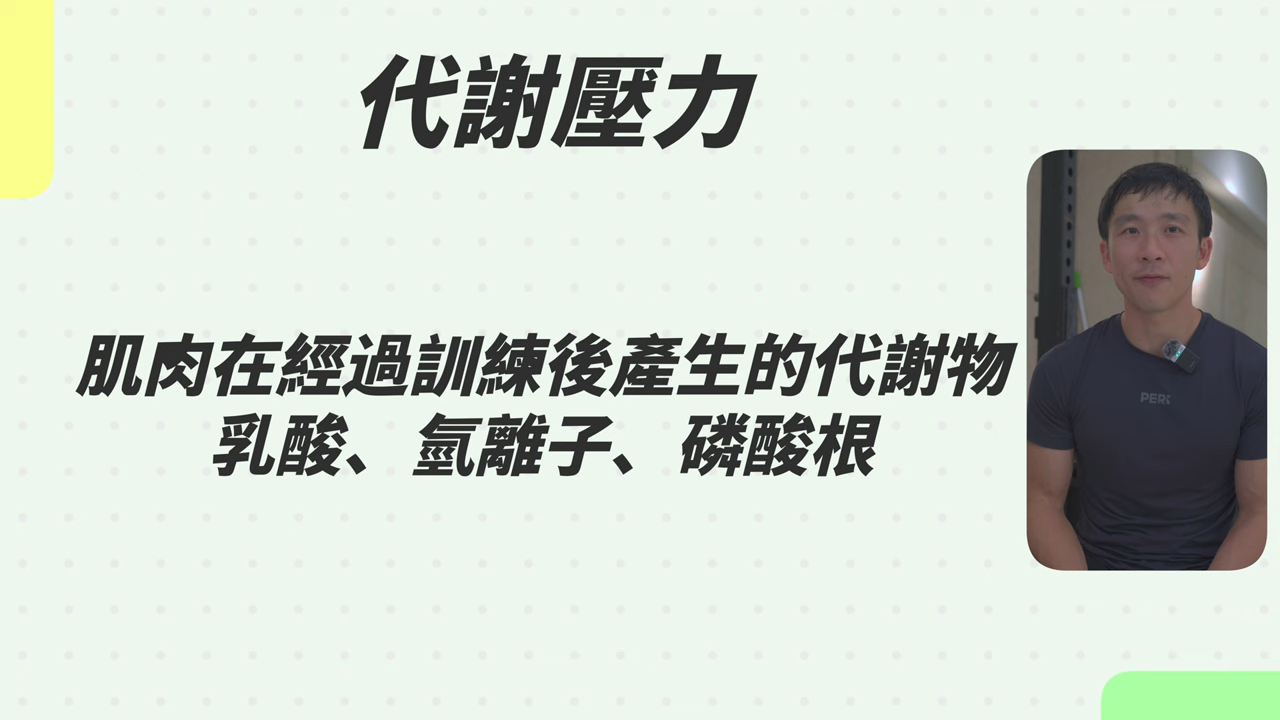 代謝壓力
肌肉在經過訓練後產生的代謝物
乳酸、氫離子、磷酸根